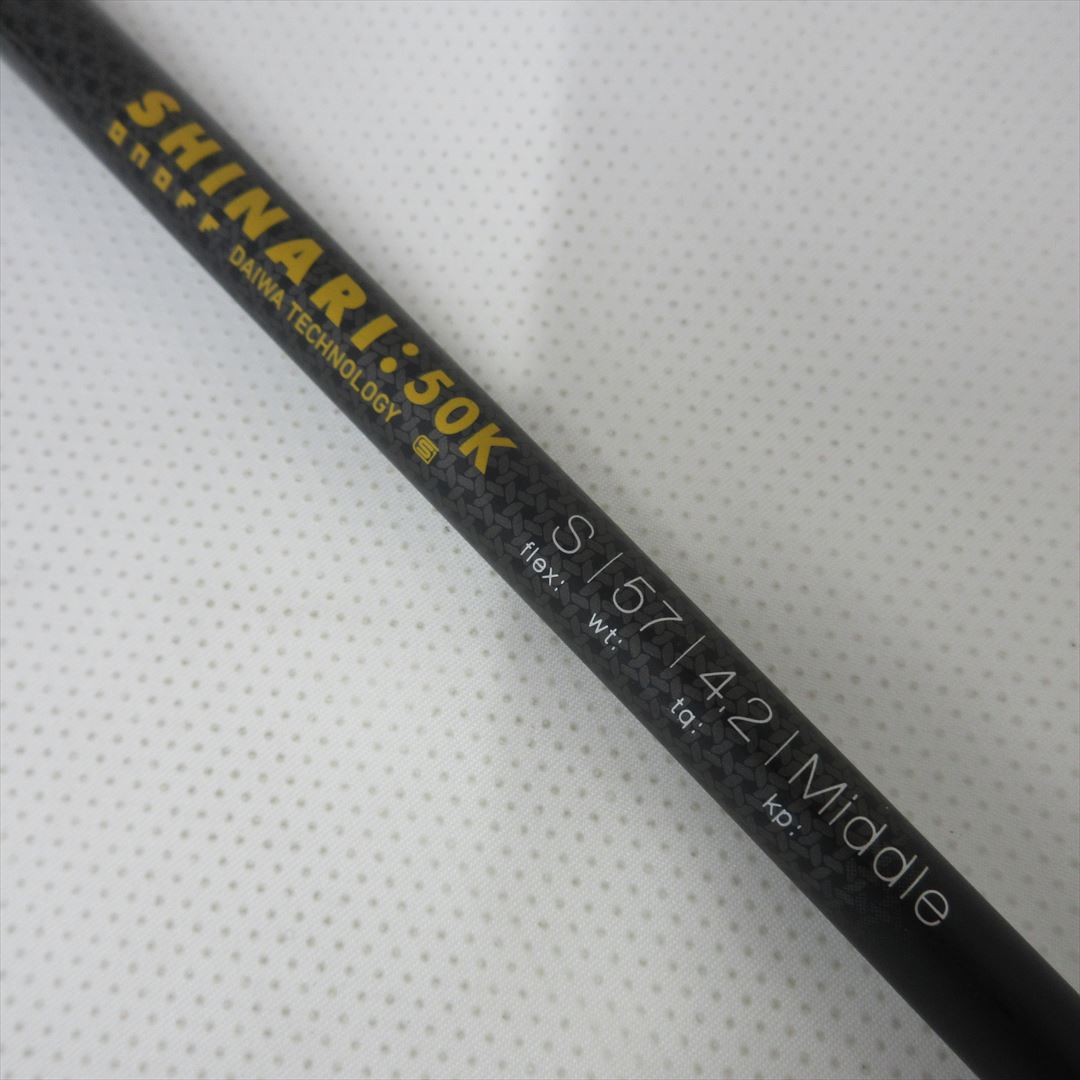 SHINARI:50K
onoff DAIWA TECHNOLOGY S
S | 57 | 4.2 | Middle
flex: wt: tq: kp: